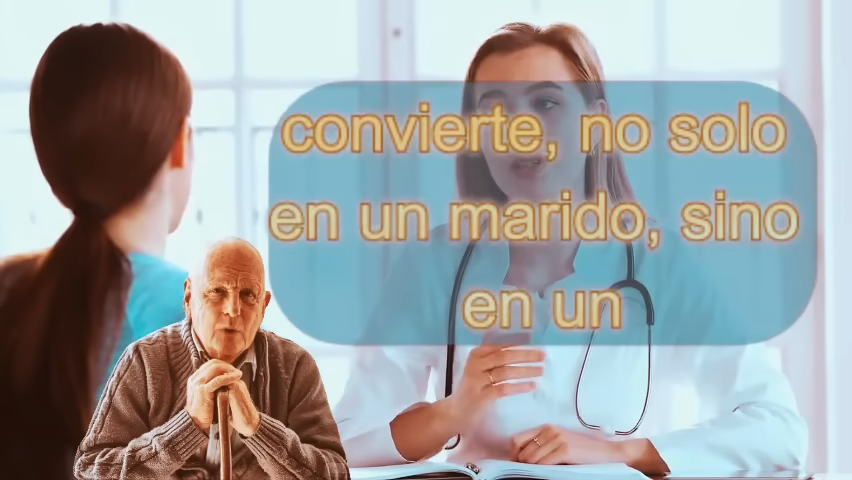 convierte, no solo
en un marido, sino
en un